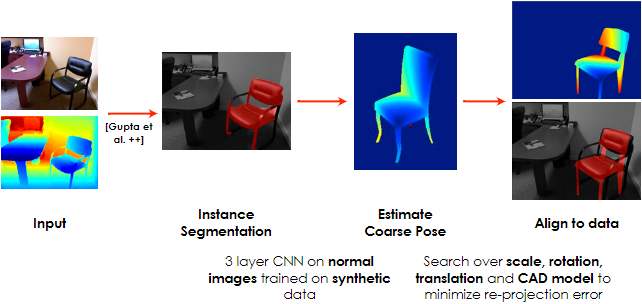 [Gupta et
al. ++]
Input
Instance
Segmentation
Estimate
Coarse Pose
Align to data
3 layer CNN on normal
images trained on synthetic
data
Search over scale, rotation,
translation and CAD model to
minimize re-projection error